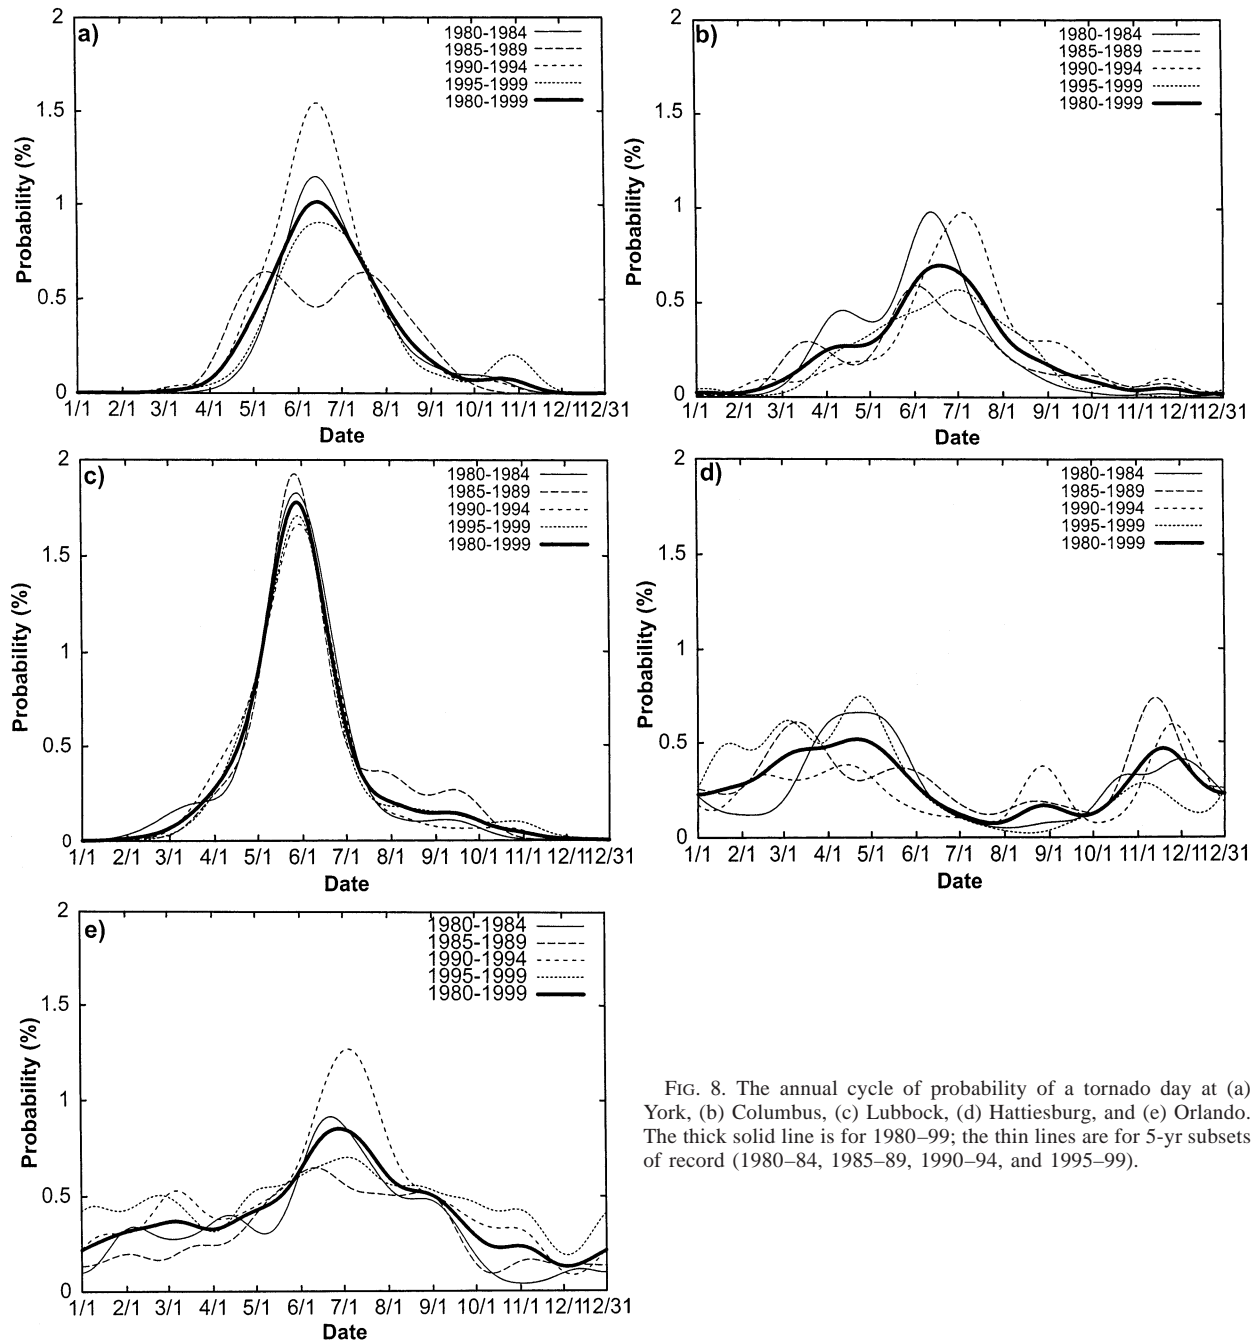 a)
1980-1984
1985-1989
1990-1994
1995-1999
1980-1999
2
1.5
1
0.5
0
Probability (%)
1/1 2/1 3/1 4/1 5/1 6/1 7/1 8/1 9/1 10/1 11/1 12/1 12/31
Date
b)
1980-1984
1985-1989
1990-1994
1995-1999
1980-1999
2
1.5
1
0.5
0
Probability (%)
1/1 2/1 3/1 4/1 5/1 6/1 7/1 8/1 9/1 10/1 11/1 12/1 12/31
Date
c)
1980-1984
1985-1989
1990-1994
1995-1999
1980-1999
2
1.5
1
0.5
0
Probability (%)
1/1 2/1 3/1 4/1 5/1 6/1 7/1 8/1 9/1 10/1 11/1 12/1 12/31
Date
d)
1980-1984
1985-1989
1990-1994
1995-1999
1980-1999
2
1.5
1
0.5
0
Probability (%)
1/1 2/1 3/1 4/1 5/1 6/1 7/1 8/1 9/1 10/1 11/1 12/1 12/31
Date
e)
1980-1984
1985-1989
1990-1994
1995-1999
1980-1999
2
1.5
1
0.5
0
Probability (%)
1/1 2/1 3/1 4/1 5/1 6/1 7/1 8/1 9/1 10/1 11/1 12/1 12/31
Date
FIG. 8. The annual cycle of probability of a tornado day at (a)
York, (b) Columbus, (c) Lubbock, (d) Hattiesburg, and (e) Orlando.
The thick solid line is for 1980–99; the thin lines are for 5-yr subsets
of record (1980–84, 1985–89, 1990–94, and 1995–99).